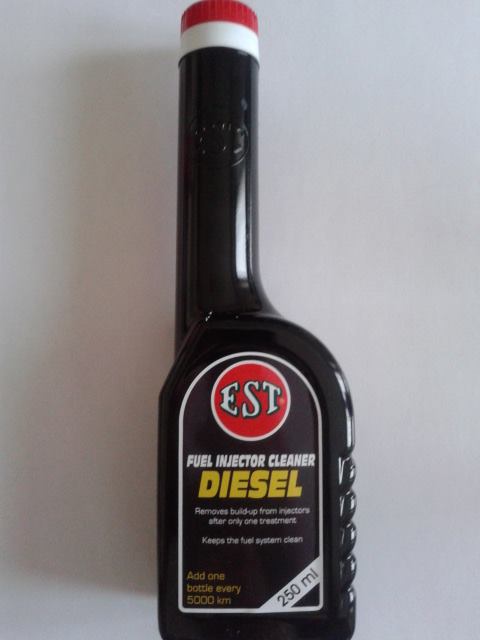 EST
FUEL INJECTOR CLEANER
DIESEL
Removes build-up from injectors
after only one treatment
Keeps the fuel system clean
Add one
bottle every
5000 km
250 ml